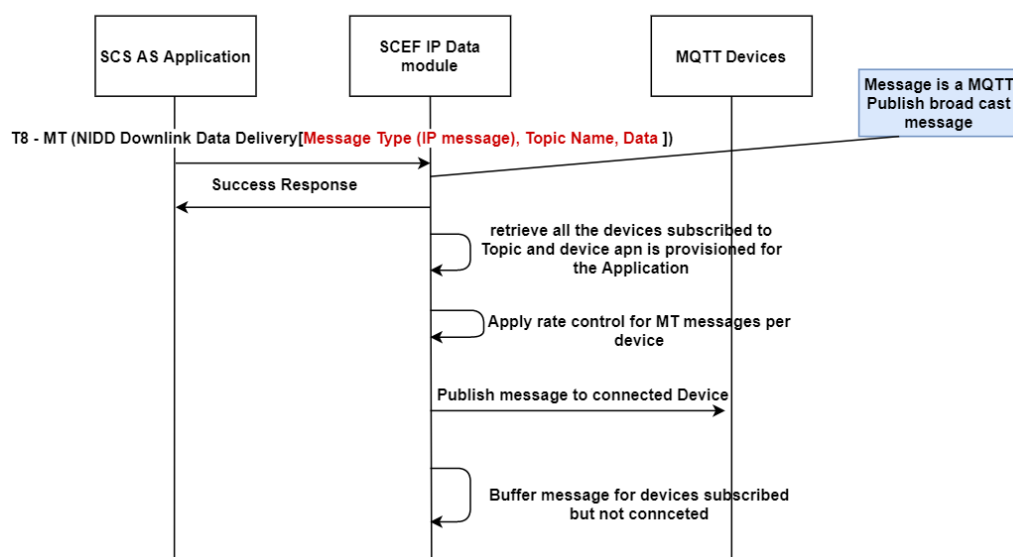 SCS AS Application
SCEF IP Data
module
MQTT Devices
Message is a MQTT
Publish broad cast
message
T8 - MT (NIDD Downlink Data Delivery[Message Type (IP message), Topic Name, Data ])
Success Response
retrieve all the devices subscribed to
Topic and device apn is provisioned for
the Application
Apply rate control for MT messages per
device
Publish message to connected Device
Buffer message for devices subscribed
but not connceted